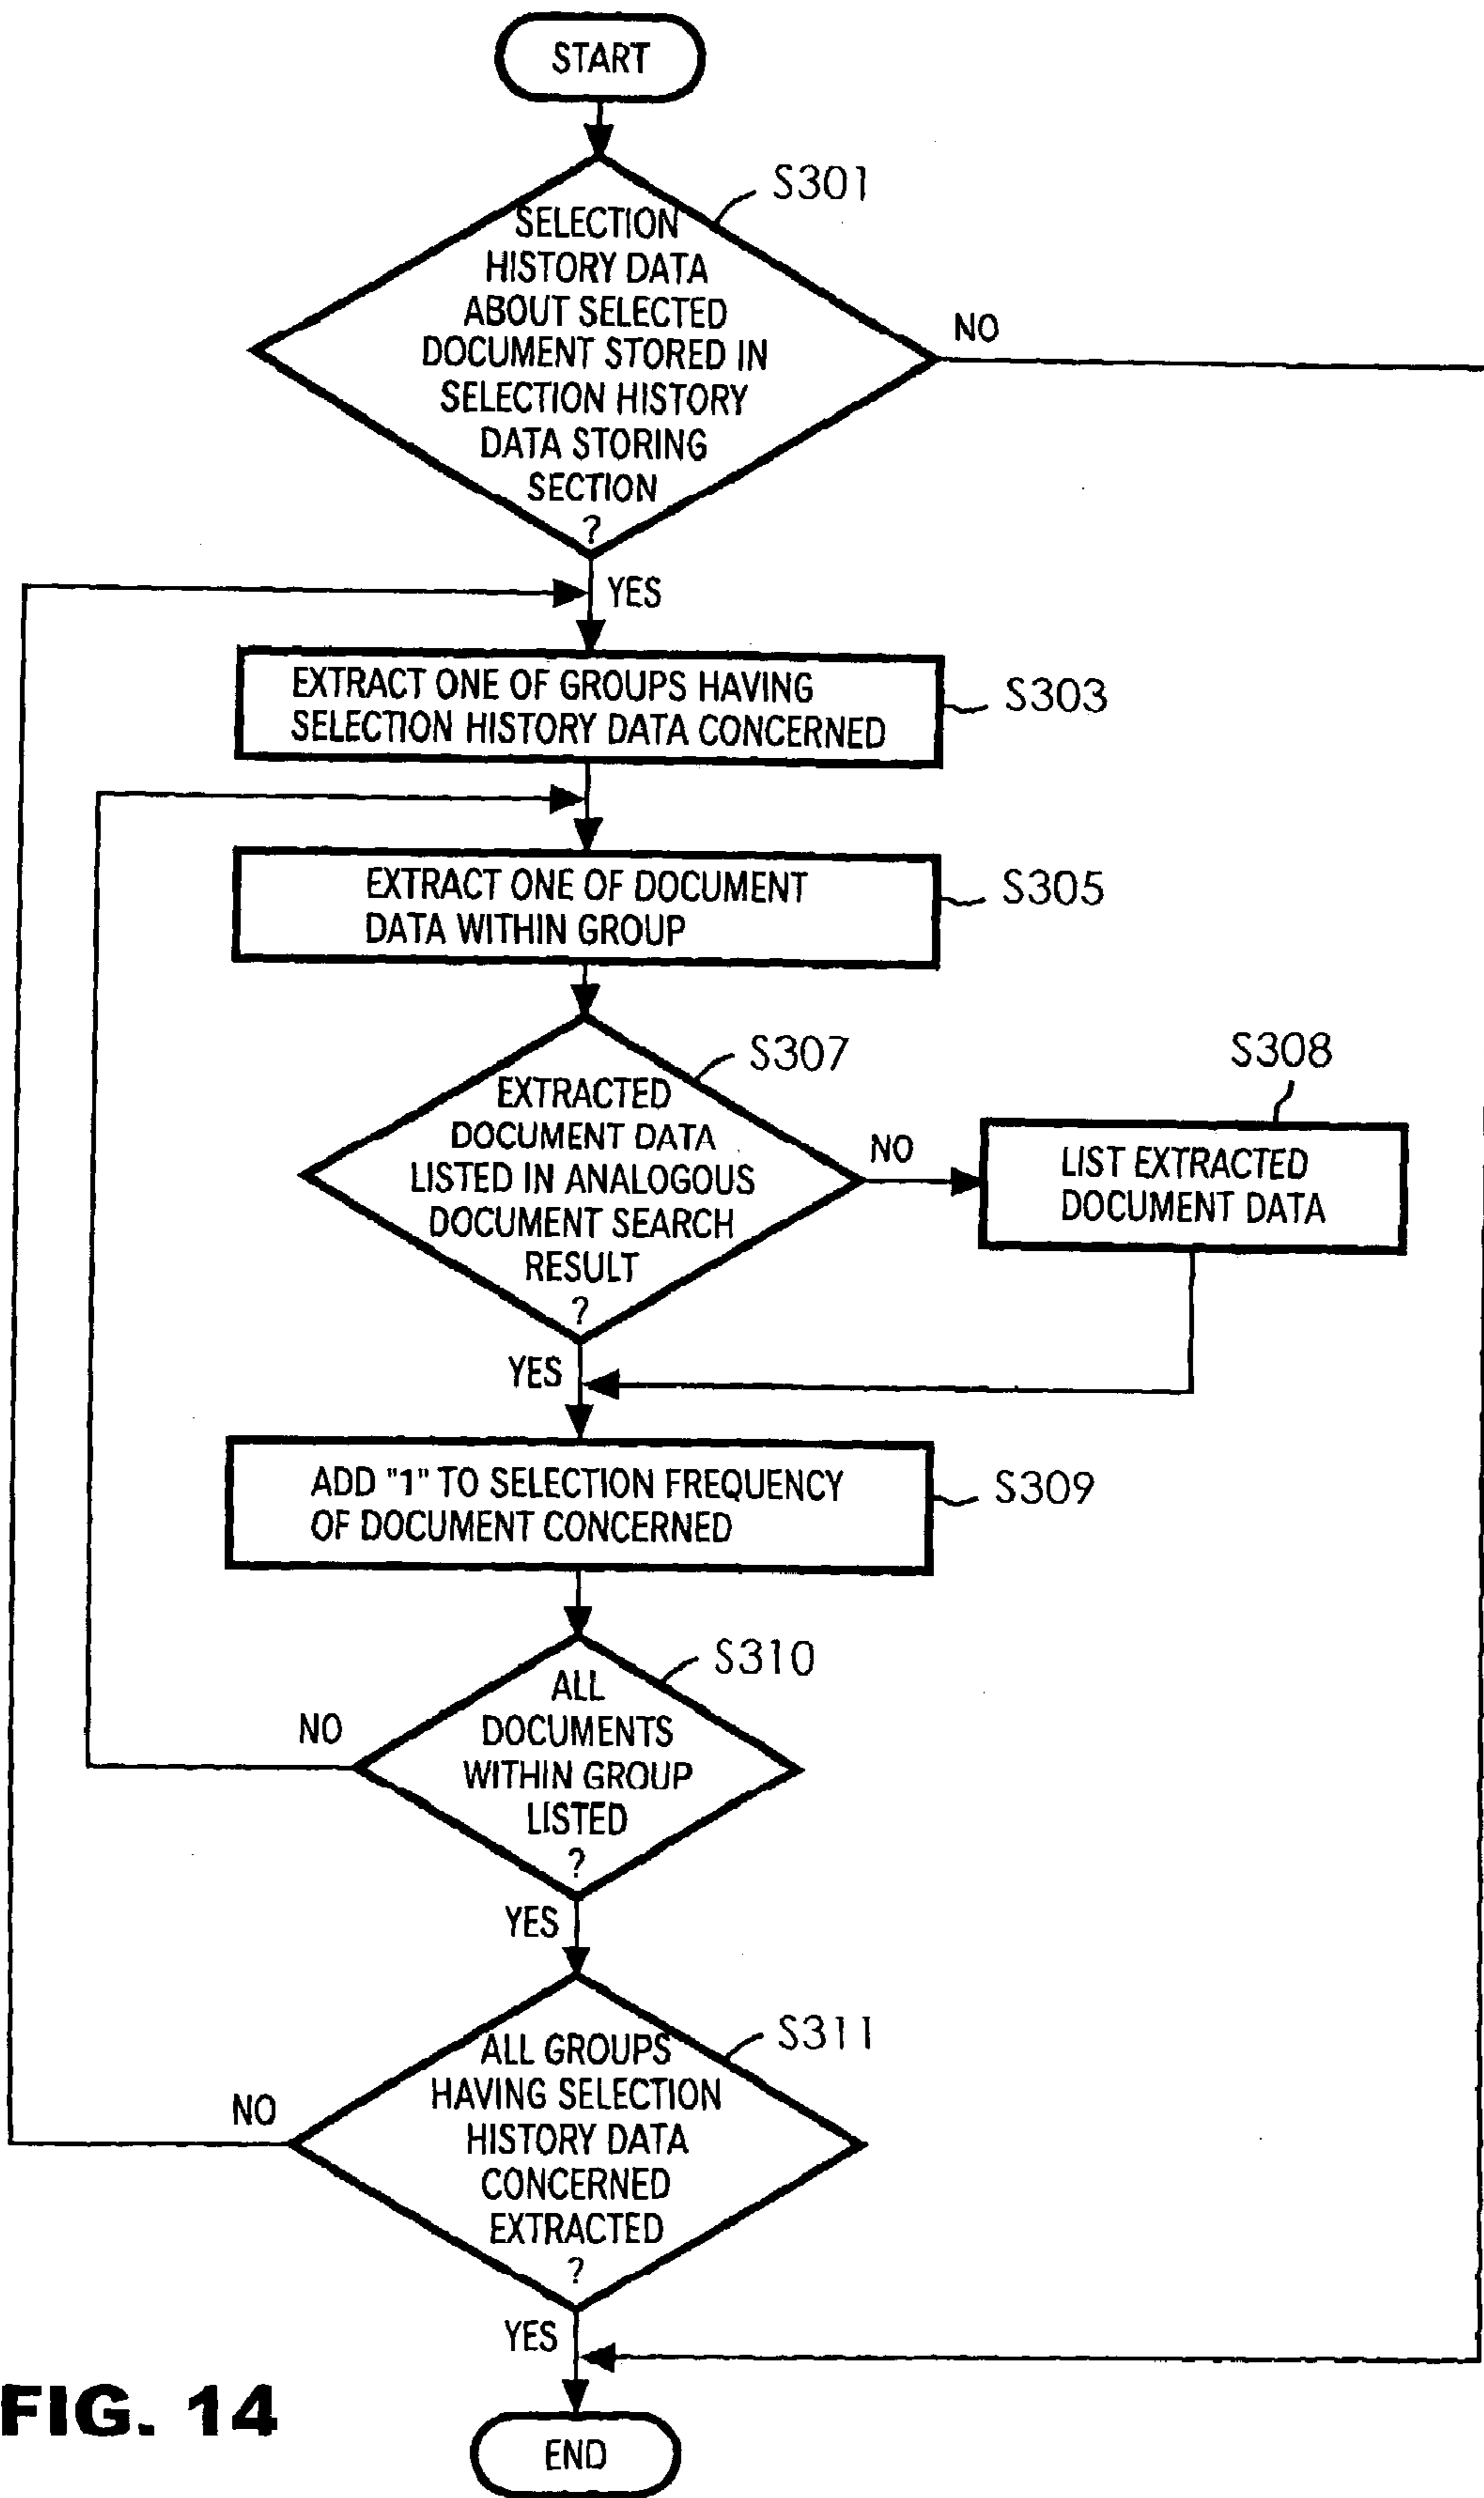 START
S301
SELECTION
HISTORY DATA
ABOUT SELECTED
DOCUMENT STORED IN
SELECTION HISTORY
DATA STORING
SECTION
?
NO
YES
EXTRACT ONE OF GROUPS HAVING
SELECTION HISTORY DATA CONCERNED
S303
EXTRACT ONE OF DOCUMENT
DATA WITHIN GROUP
S305
S307
EXTRACTED
DOCUMENT DATA
LISTED IN ANALOGOUS
DOCUMENT SEARCH
RESULT
?
NO
S308
LIST EXTRACTED
DOCUMENT DATA
YES
ADD "1" TO SELECTION FREQUENCY
OF DOCUMENT CONCERNED
S309
S310
ALL
DOCUMENTS
WITHIN GROUP
LISTED
?
NO
YES
S311
ALL GROUPS
HAVING SELECTION
HISTORY DATA
CONCERNED
EXTRACTED
?
NO
YES
END
FIG. 14